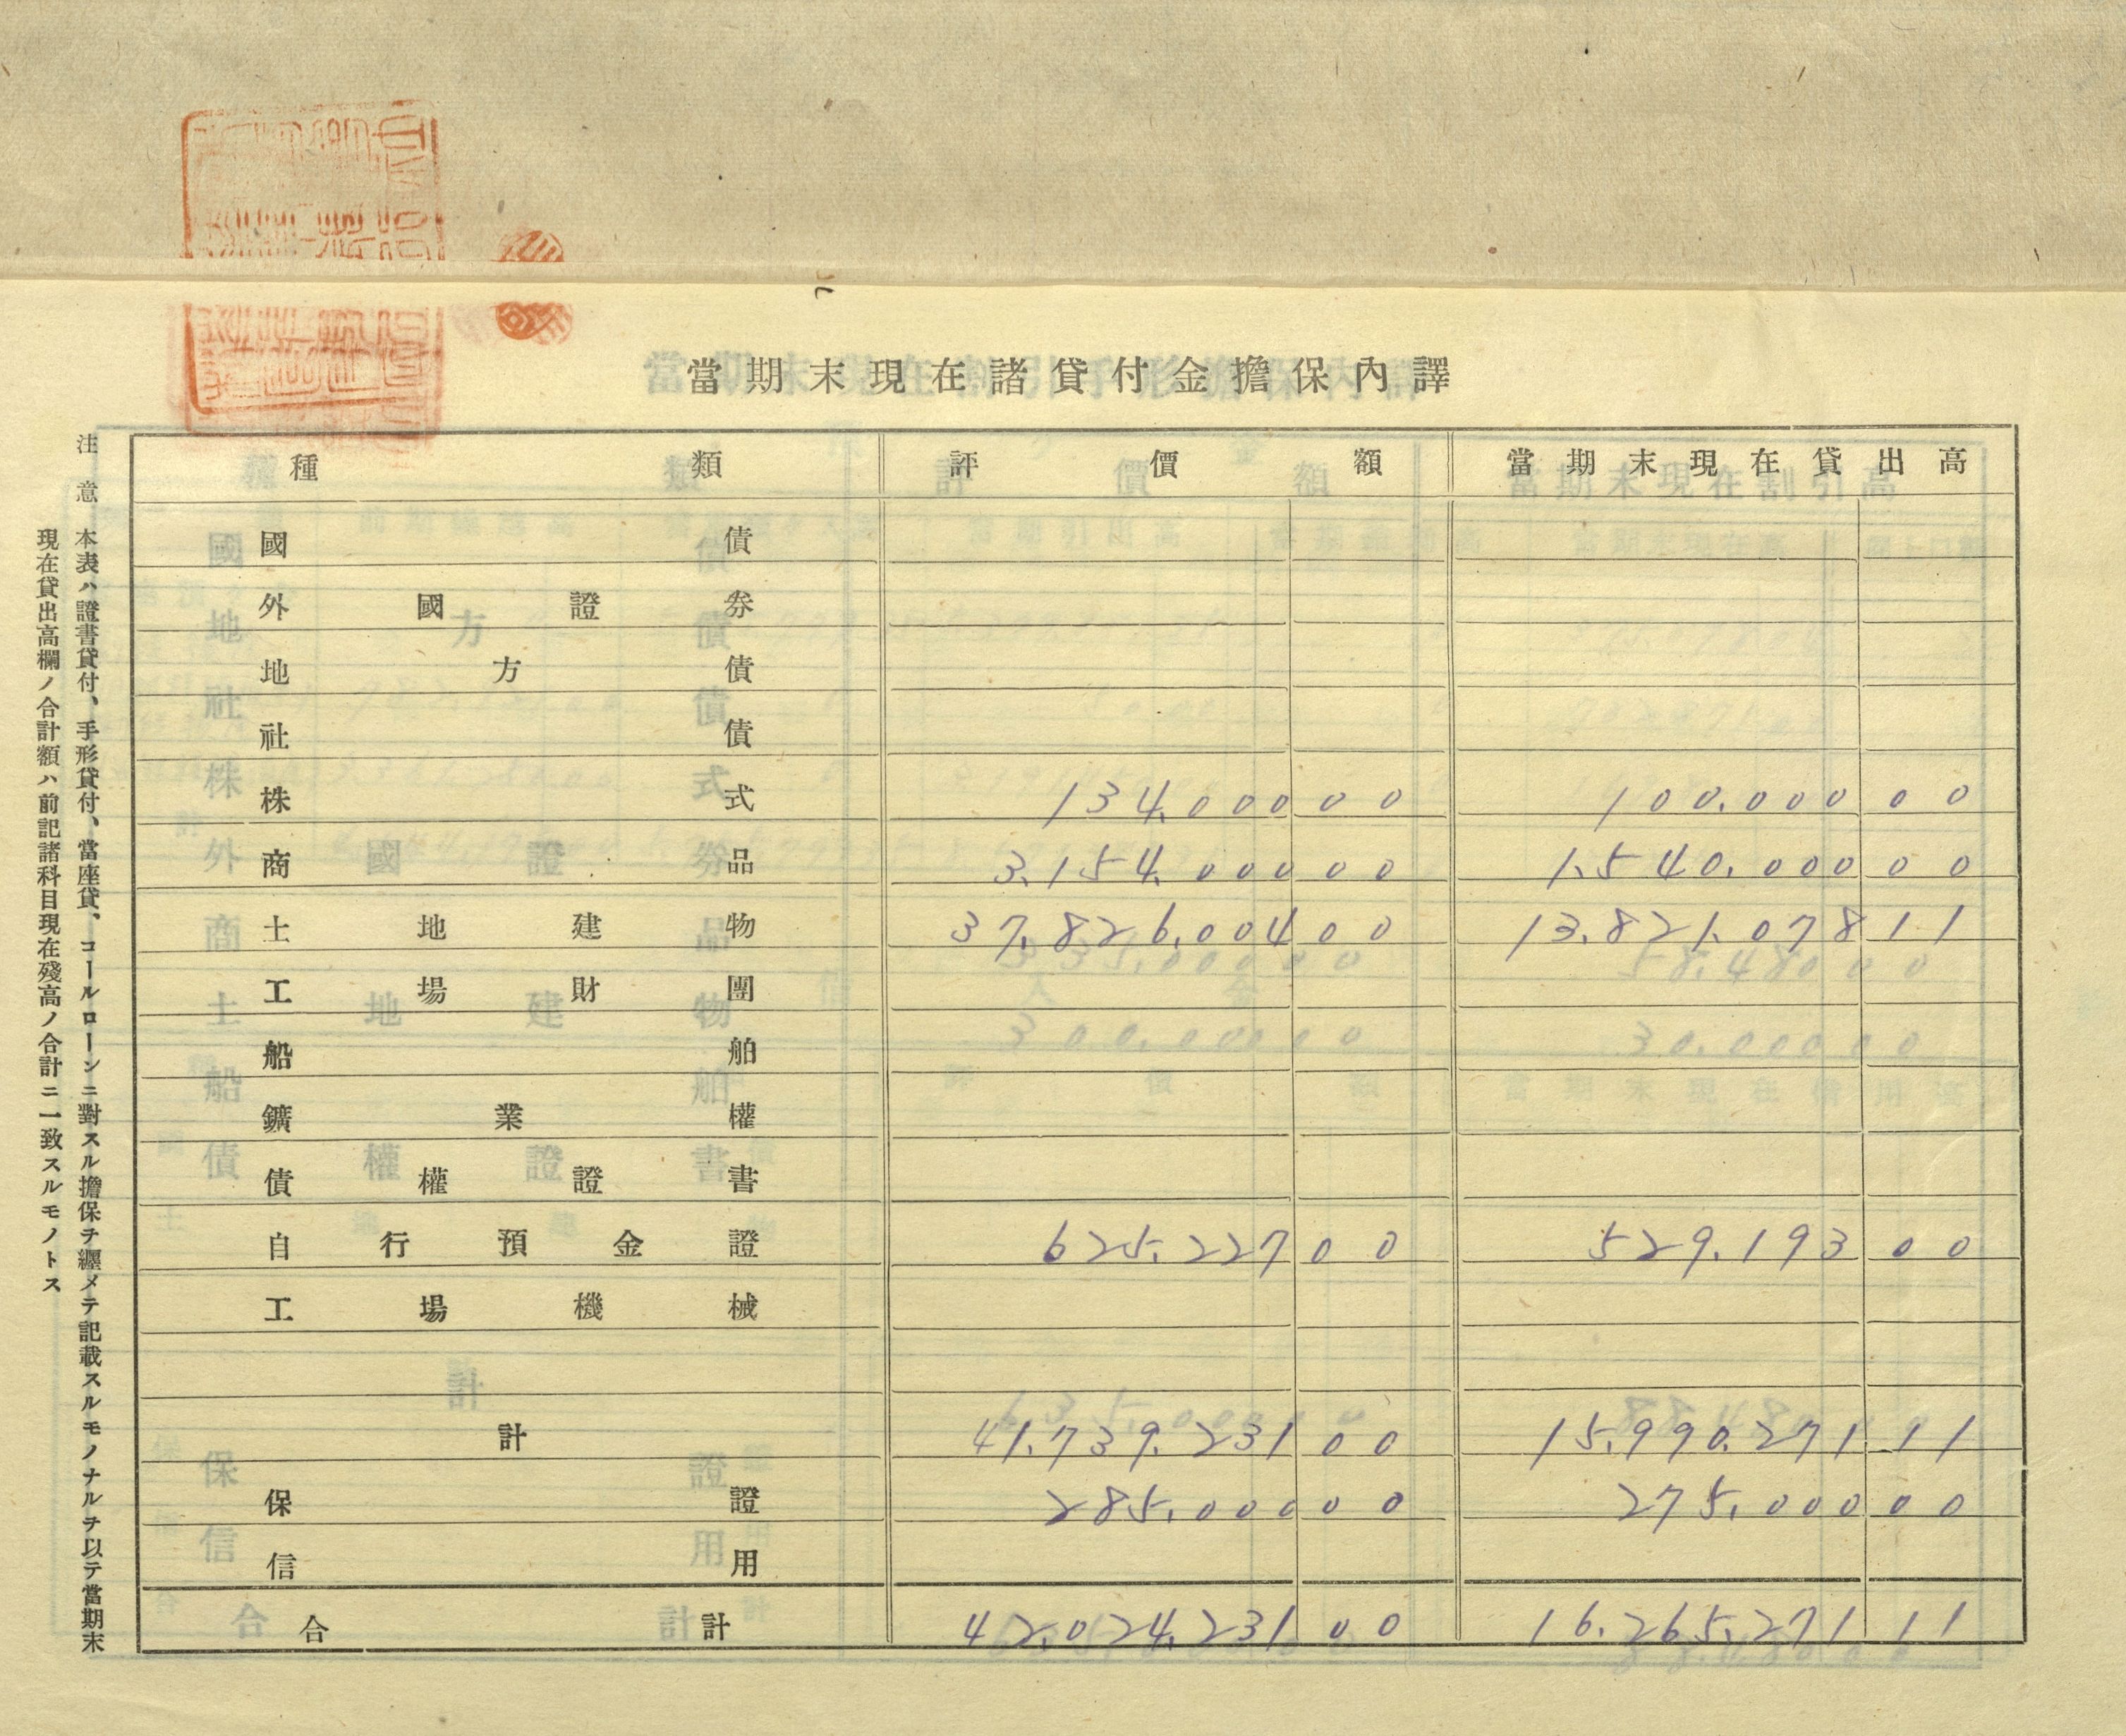 當期末現在諸貸付金擔保內譯
種類 評價額 當期末現在貸出高
國債
外國證券
地方債
社債
株式 134.000 00 100.000 00
商品 3.154.000 00 1.540.000 00
土地建物 37.826.004 00 13.821.078 11
工場財團
船舶
鑛業權
債權證書
自行預金證 625.227 00 529.193 00
工場機械
計 41.739.231 00 15.990.271 11
保證 285.000 00 275.000 00
信用
合計 42.024.231 00 16.265.271 11
注意 本表ハ證書貸付、手形貸付、當座貸、コールローンニ對スル擔保ヲ纒メテ記載スルモノナルヲ以テ當期末
現在貸出高欄ノ合計額ハ前記諸科目現在殘高ノ合計ニ一致スルモノトス